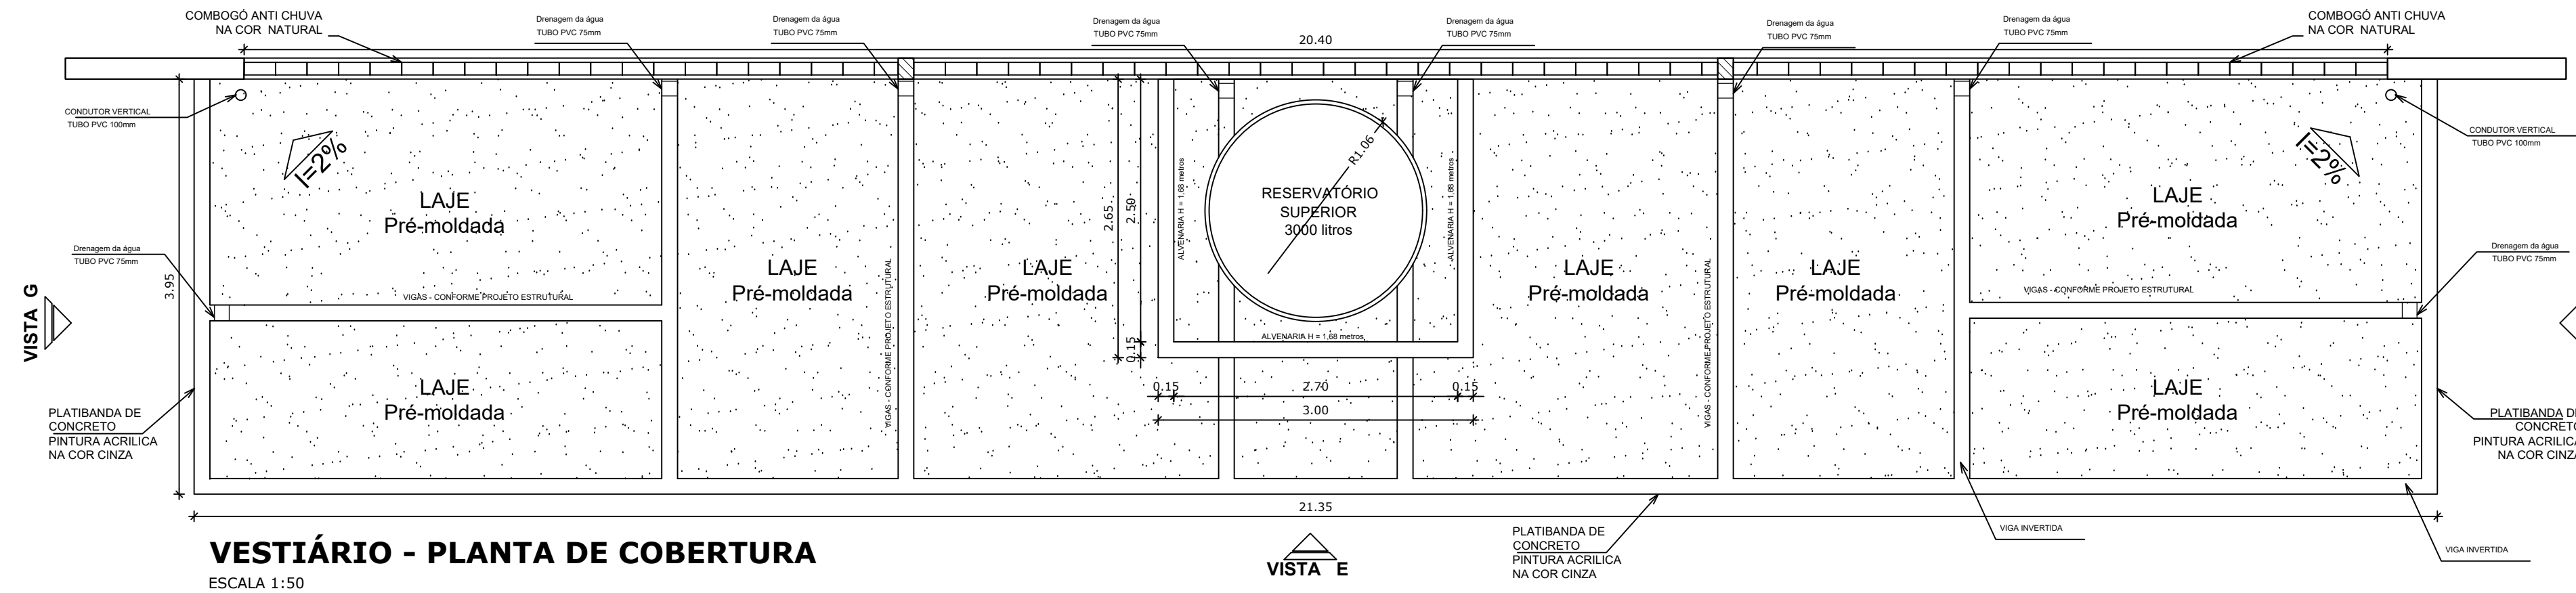 COMBOGÓ ANTI CHUVA
NA COR NATURAL
Drenagem da água
TUBO PVC 75mm
Drenagem da água
TUBO PVC 75mm
Drenagem da água
TUBO PVC 75mm
20.40
Drenagem da água
TUBO PVC 75mm
Drenagem da água
TUBO PVC 75mm
Drenagem da água
TUBO PVC 75mm
COMBOGÓ ANTI CHUVA
NA COR NATURAL
CONDUTOR VERTICAL
TUBO PVC 100mm
I=2%
LAJE
Pré-moldada
VIGAS - CONFORME PROJETO ESTRUTURAL
Drenagem da água
TUBO PVC 75mm
3.95
VISTA G
LAJE
Pré-moldada
PLATIBANDA DE
CONCRETO
PINTURA ACRILICA
NA COR CINZA
LAJE
Pré-moldada
VIGAS - CONFORME PROJETO ESTRUTURAL
LAJE
Pré-moldada
2.65
2.50
0.15
ALVENARIA H = 1,68 metros
R1.06
RESERVATÓRIO
SUPERIOR
3000 litros
ALVENARIA H = 1,68 metros
ALVENARIA H = 1,68 metros
0.15
2.70
0.15
3.00
LAJE
Pré-moldada
VIGAS - CONFORME PROJETO ESTRUTURAL
LAJE
Pré-moldada
I=2%
LAJE
Pré-moldada
VIGAS - CONFORME PROJETO ESTRUTURAL
LAJE
Pré-moldada
CONDUTOR VERTICAL
TUBO PVC 100mm
Drenagem da água
TUBO PVC 75mm
PLATIBANDA DE
CONCRETO
PINTURA ACRILICA
NA COR CINZA
21.35
VESTIÁRIO - PLANTA DE COBERTURA
ESCALA 1:50
VISTA E
PLATIBANDA DE
CONCRETO
PINTURA ACRILICA
NA COR CINZA
VIGA INVERTIDA
VIGA INVERTIDA